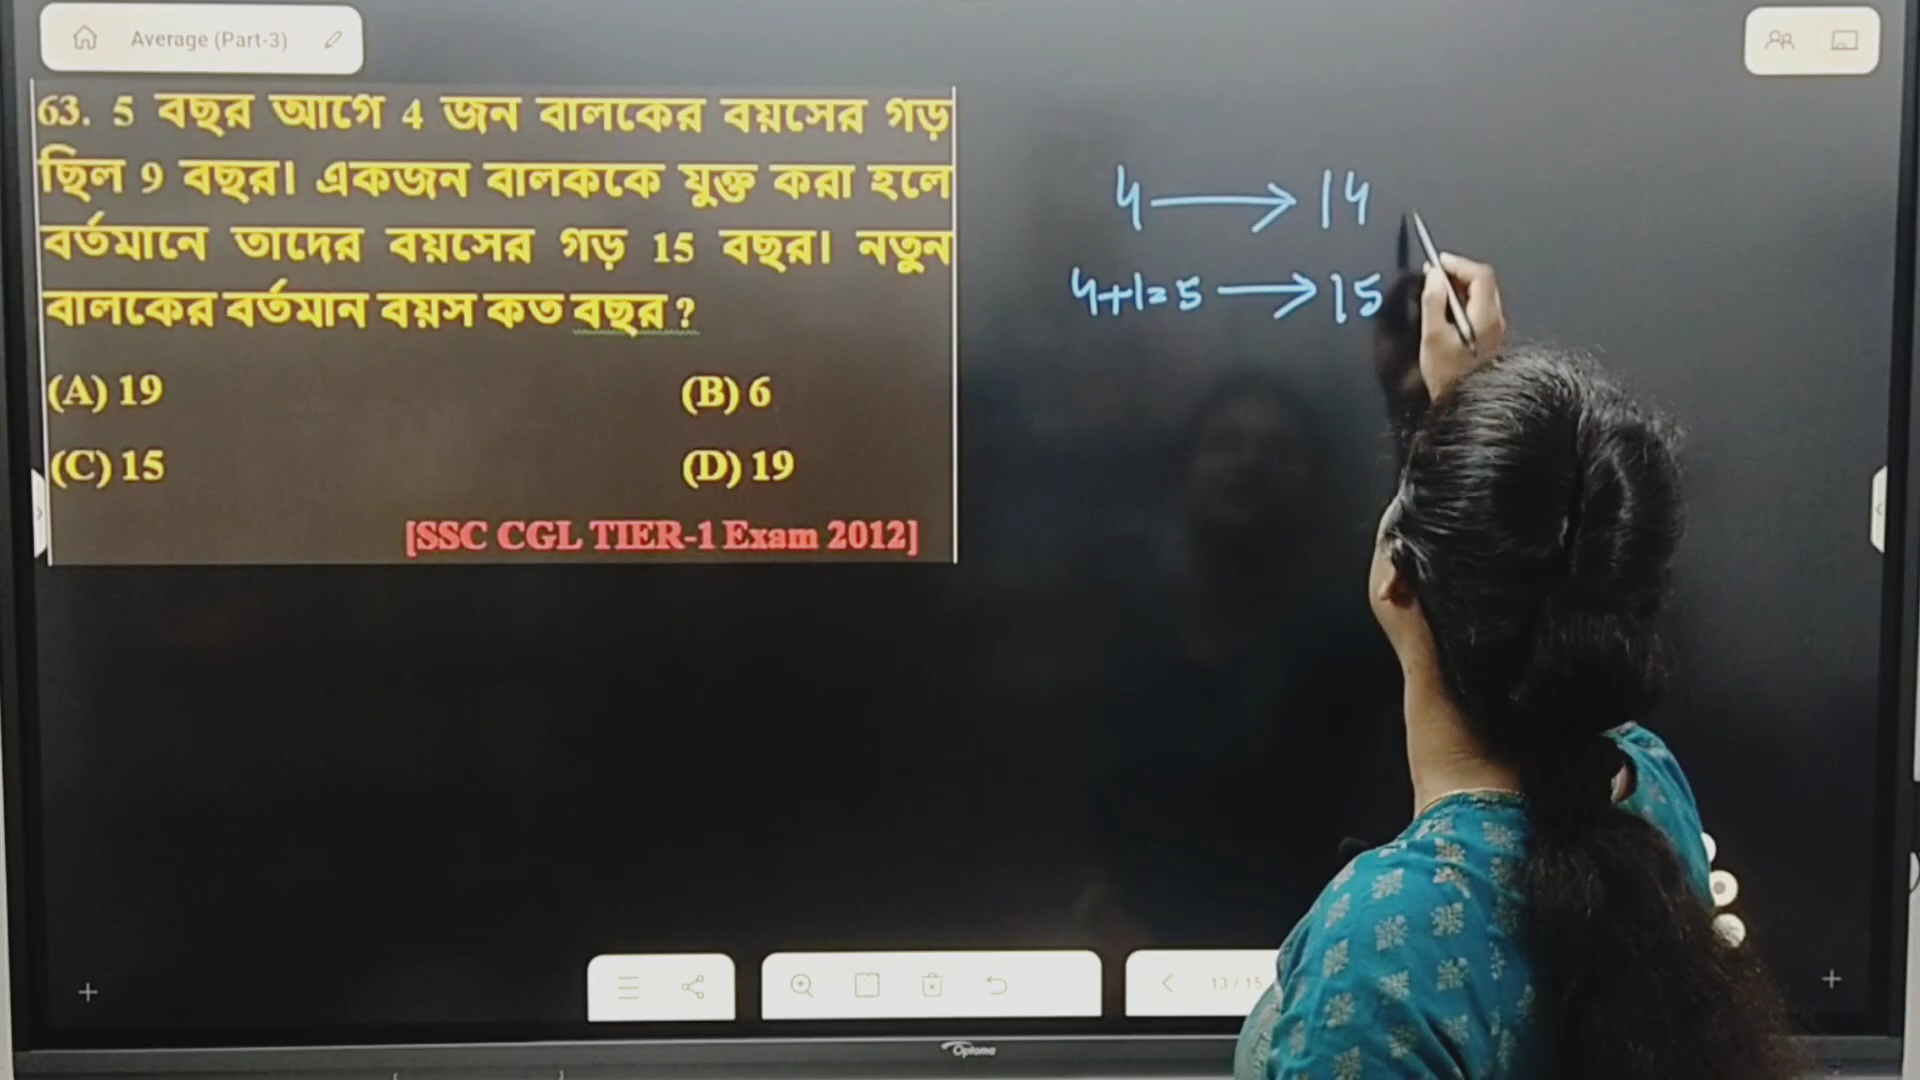 Average (Part-3)
63. 5 বছর আগে 4 জন বালকের বয়সের গড়
ছিল 9 বছর। একজন বালককে যুক্ত করা হলে
বর্তমানে তাদের বয়সের গড় 15 বছর। নতুন
বালকের বর্তমান বয়স কত বছর ?
(A) 19
(B) 6
(C) 15
(D) 19
[SSC CGL TIER-1 Exam 2012]
4 → 14
4+1=5 → 15
13 / 15
Optoma